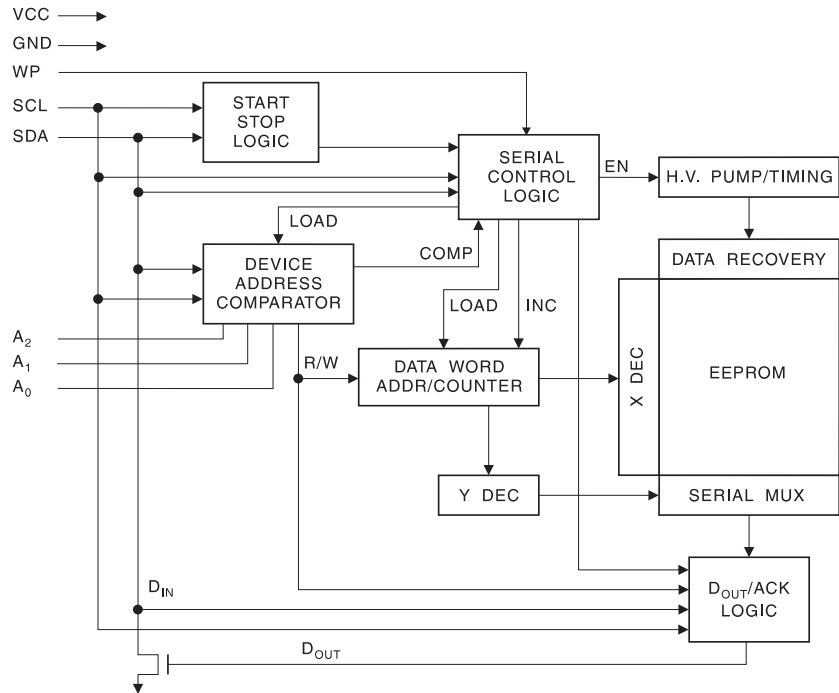 VCC
GND
WP
SCL
SDA
START
STOP
LOGIC
SERIAL
CONTROL
LOGIC
EN
H.V. PUMP/TIMING
LOAD
COMP
DEVICE
ADDRESS
COMPARATOR
LOAD
INC
DATA RECOVERY
A2
A1
A0
R/W
DATA WORD
ADDR/COUNTER
X DEC
EEPROM
Y DEC
SERIAL MUX
DIN
DOUT/ACK
LOGIC
DOUT